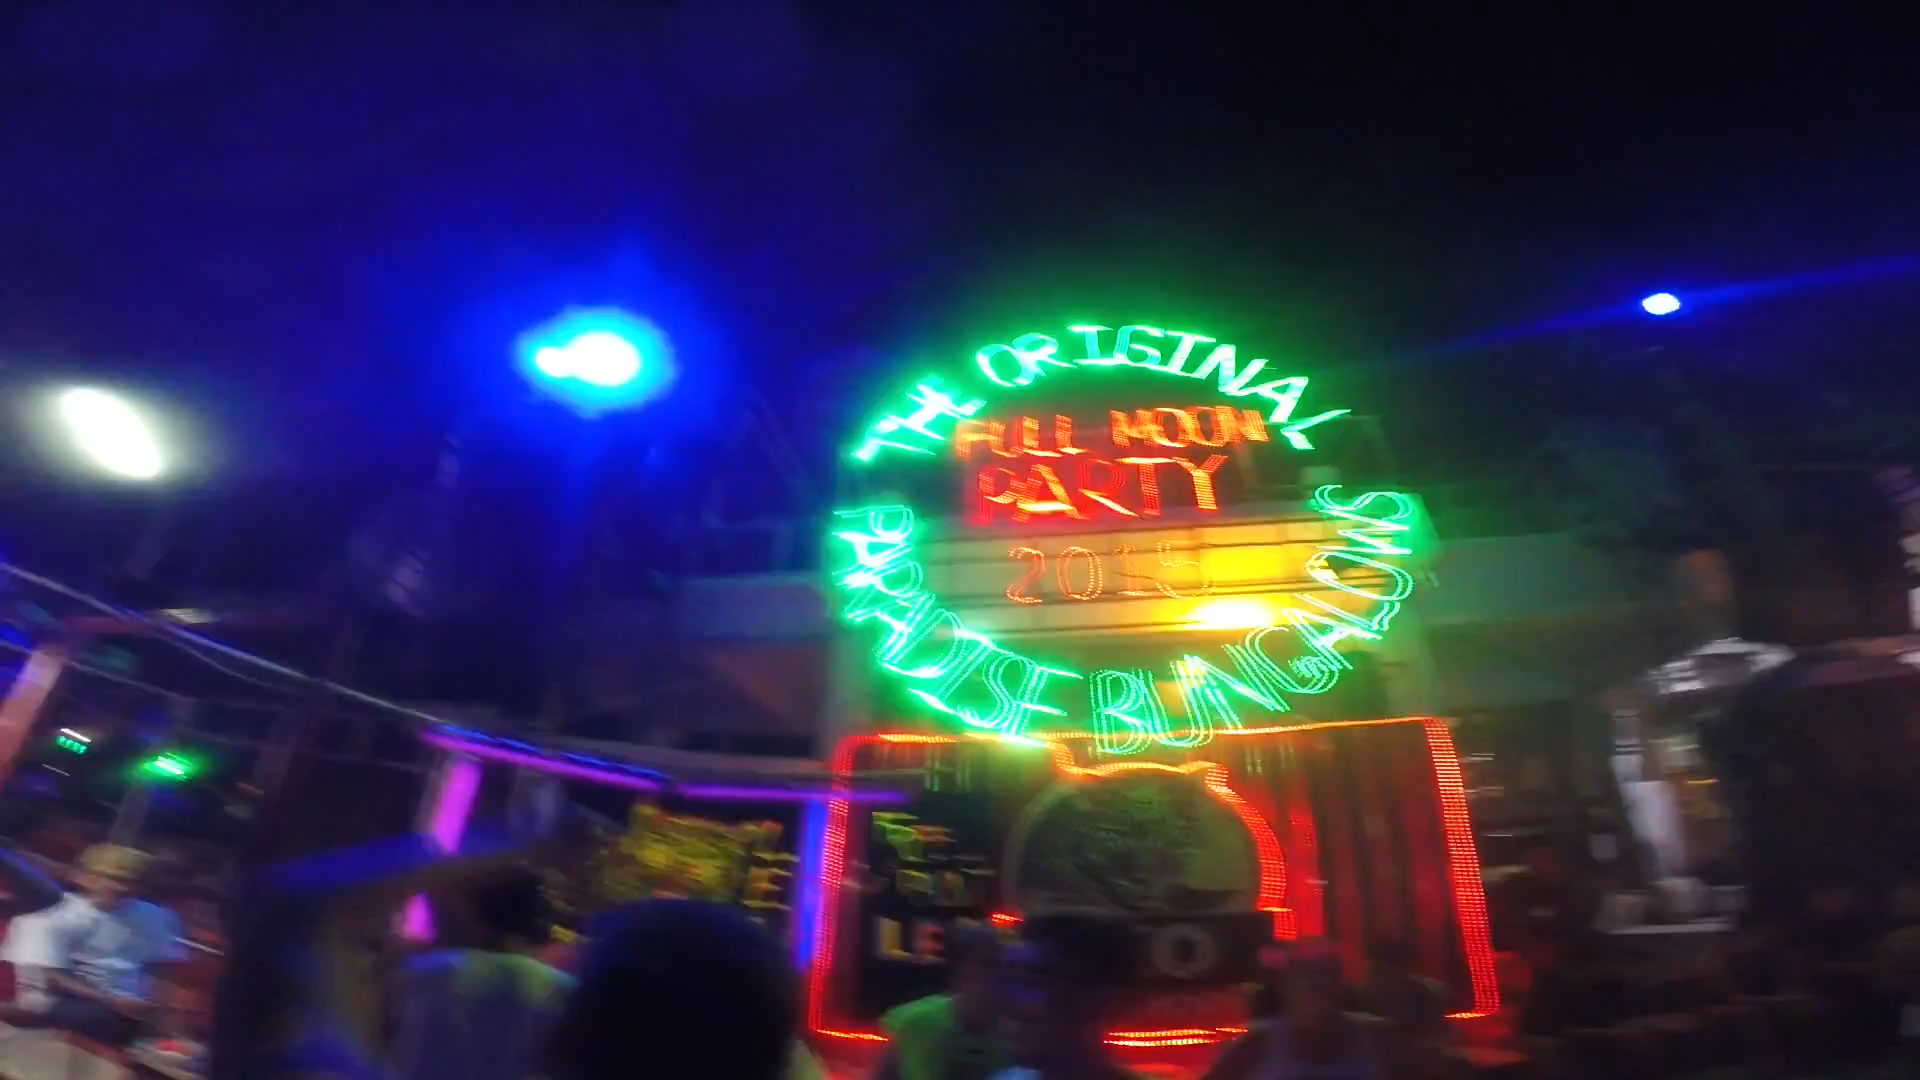 THE ORIGINAL
FULL MOON
PARTY
2015
PARADISE BUNGALOWS